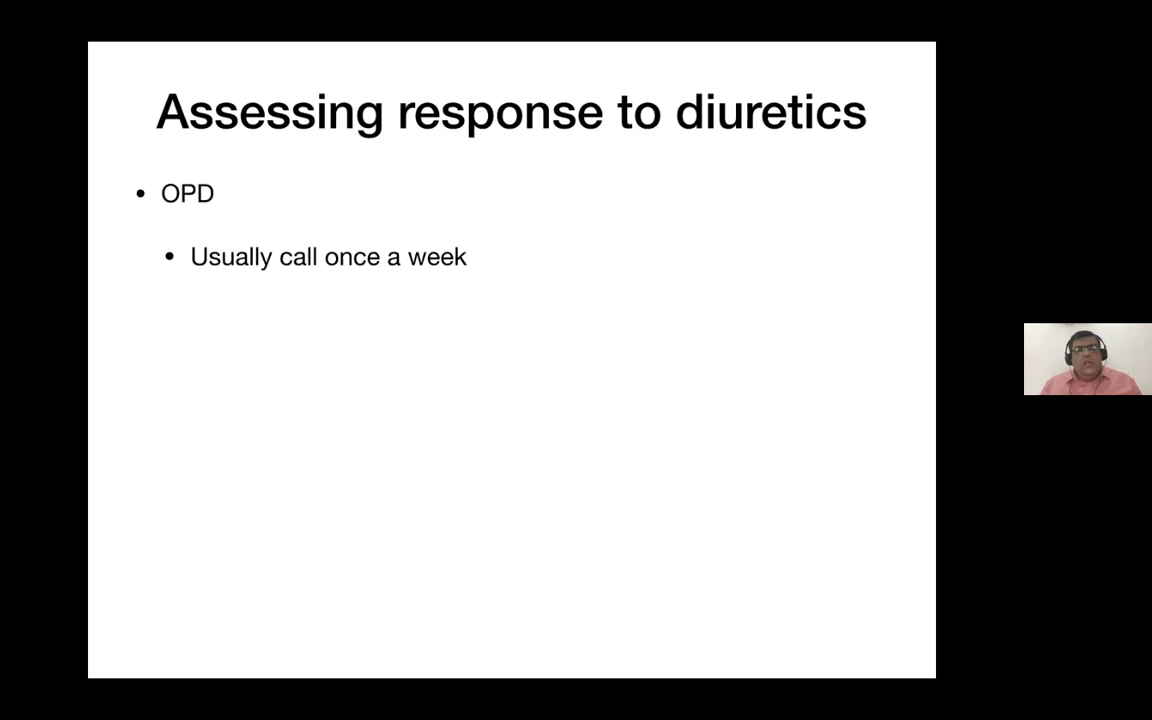 Assessing response to diuretics
• OPD
• Usually call once a week